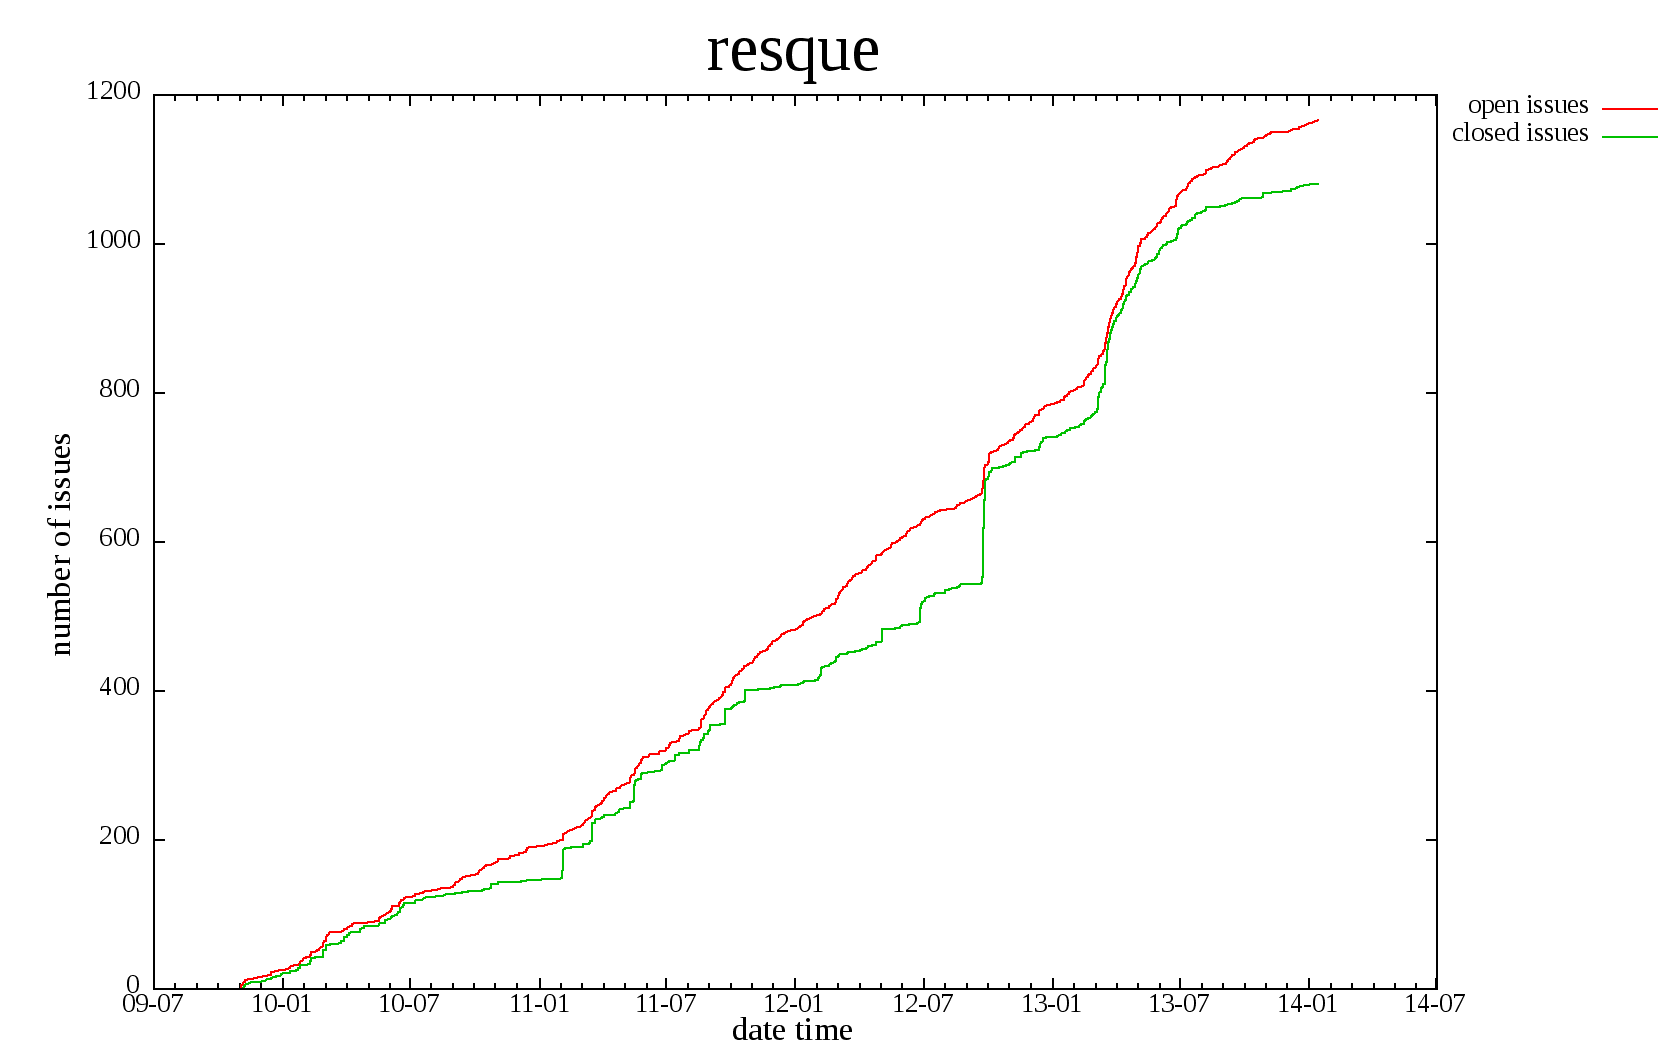 resque
1200
1000
800
600
400
200
0
number of issues
09-07 10-01 10-07 11-01 11-07 12-01 12-07 13-01 13-07 14-01 14-07
date time
open issues
closed issues